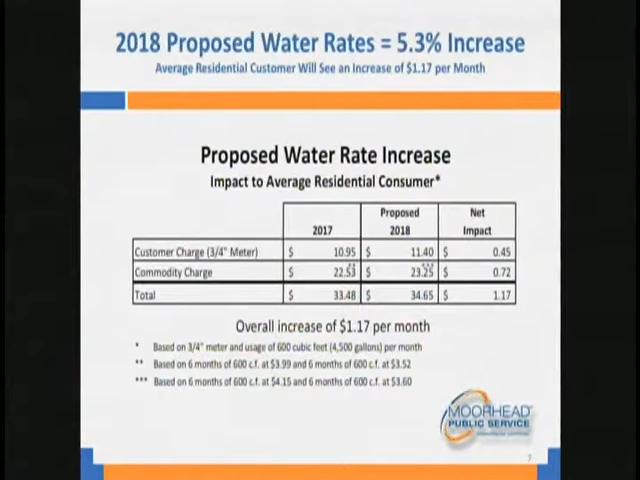 2018 Proposed Water Rates = 5.3% Increase
Average Residential Customer Will See an Increase of $1.17 per Month
Proposed Water Rate Increase
Impact to Average Residential Consumer*
2017 Proposed 2018 Net Impact
Customer Charge (3/4" Meter) $ 10.95 $ 11.40 $ 0.45
Commodity Charge $ 22.53** $ 23.25*** $ 0.72
Total $ 33.48 $ 34.65 $ 1.17
Overall increase of $1.17 per month
* Based on 3/4" meter and usage of 600 cubic feet (4,500 gallons) per month
** Based on 6 months of 600 c.f. at $3.99 and 6 months of 600 c.f. at $3.52
*** Based on 6 months of 600 c.f. at $4.15 and 6 months of 600 c.f. at $3.60
MOORHEAD
PUBLIC SERVICE
7